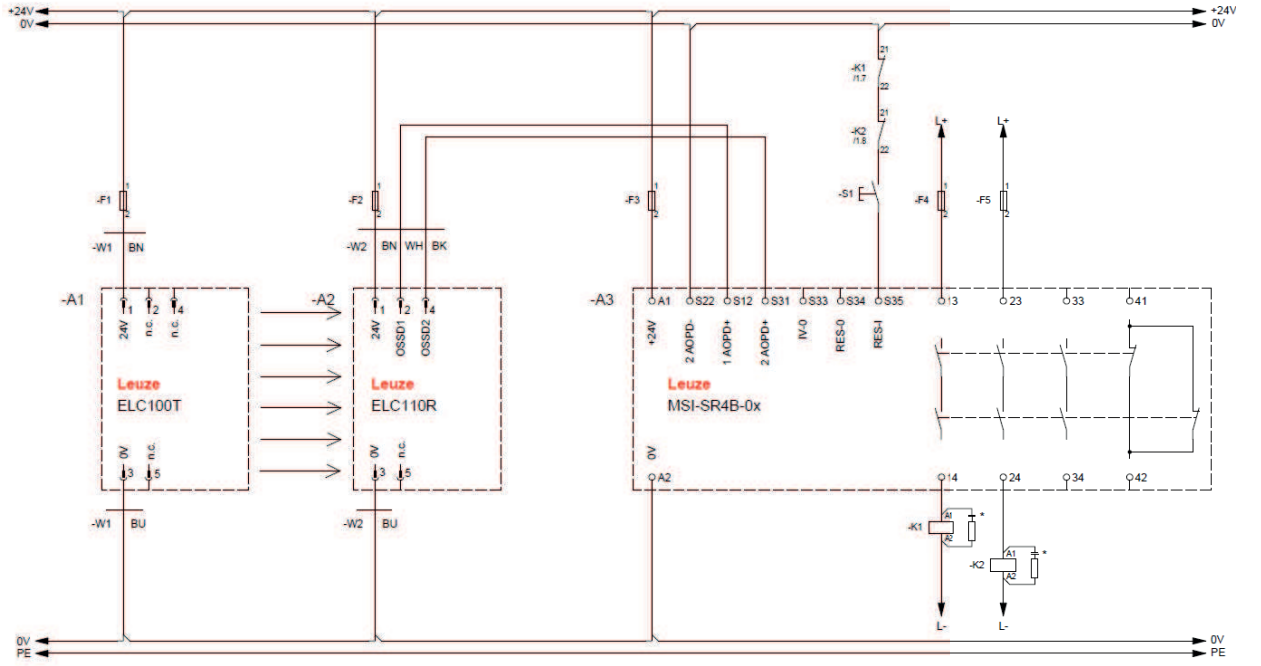 +24V +24V
0V 0V
21
-K1
/1.7
22
21
-K2
/1.8
22
L+ L+
1 1 1 1 1
-F1 -F2 -F3 -S1 -F4 -F5
2 2 2 2 2
-W1 BN -W2 BN WH BK
-A1 -A2 -A3
1 2 4 1 2 4 A1 S22 S12 S31 S33 S34 S35 13 23 33 41
24V n.c. n.c. 24V OSSD1 OSSD2 +24V 2 AOPD- 1 AOPD+ 2 AOPD+ IV-0 RES-0 RES-I
Leuze Leuze Leuze
ELC100T ELC110R MSI-SR4B-0x
0V n.c. 0V n.c. 0V
3 5 3 5 A2 14 24 34 42
-W1 BU -W2 BU
-K1 A1 *
A2
-K2 A1 *
A2
L- L-
0V 0V
PE PE